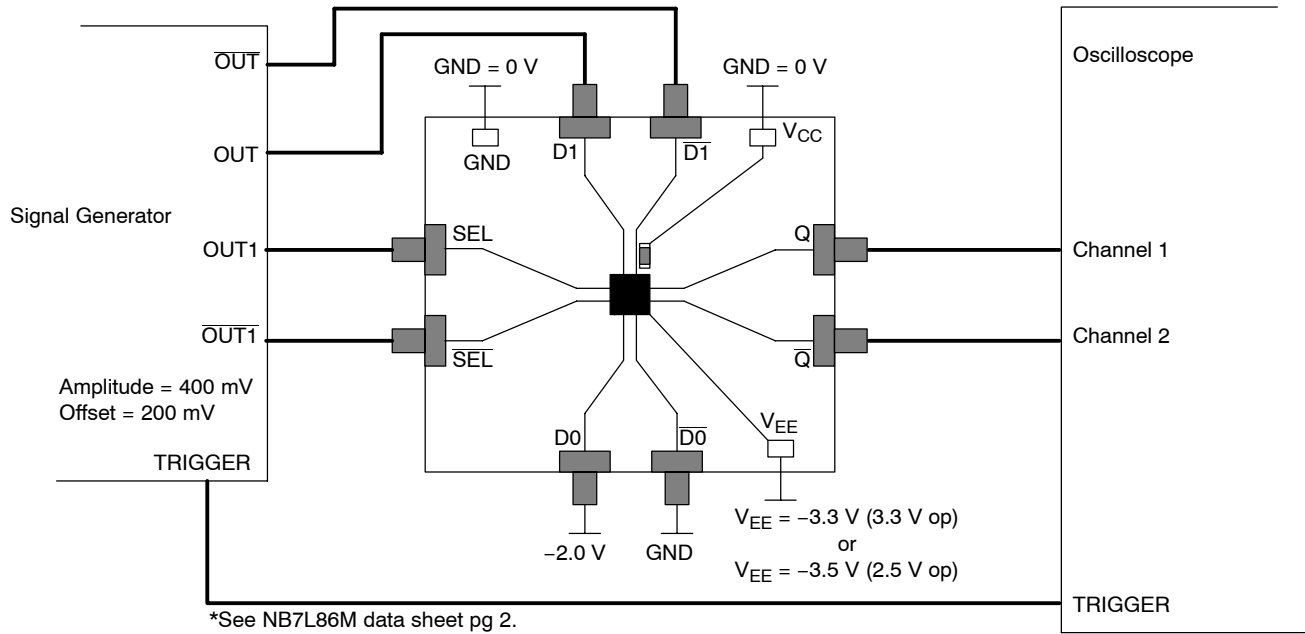 OUT
OUT
Signal Generator
OUT1
OUT1
Amplitude = 400 mV
Offset = 200 mV
TRIGGER
GND = 0 V
GND = 0 V
GND
D1
D1
VCC
SEL
SEL
Q
Q
D0
D0
VEE
−2.0 V
GND
VEE = −3.3 V (3.3 V op)
or
VEE = −3.5 V (2.5 V op)
Oscilloscope
Channel 1
Channel 2
TRIGGER
*See NB7L86M data sheet pg 2.